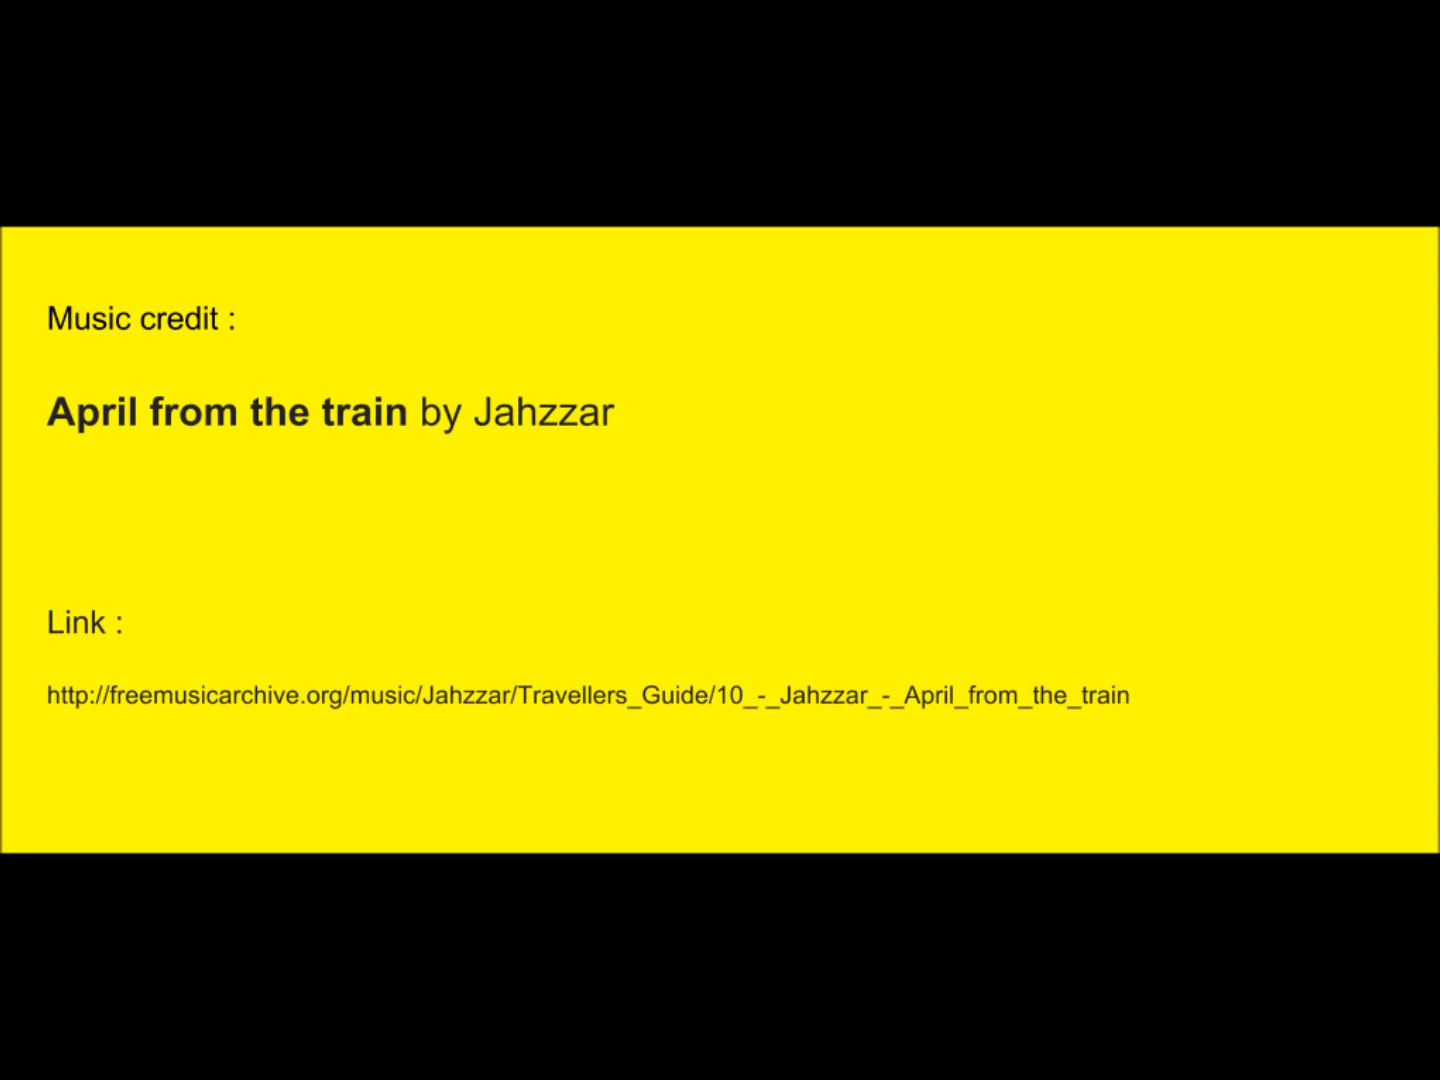 Music credit :
April from the train by Jahzzar
Link :
http://freemusicarchive.org/music/Jahzzar/Travellers_Guide/10_-_Jahzzar_-_April_from_the_train